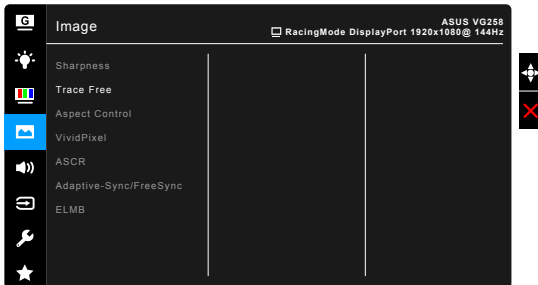 G
Image
ASUS VG258
RacingMode DisplayPort 1920x1080@ 144Hz
Sharpness
Trace Free
Aspect Control
VividPixel
ASCR
Adaptive-Sync/FreeSync
ELMB